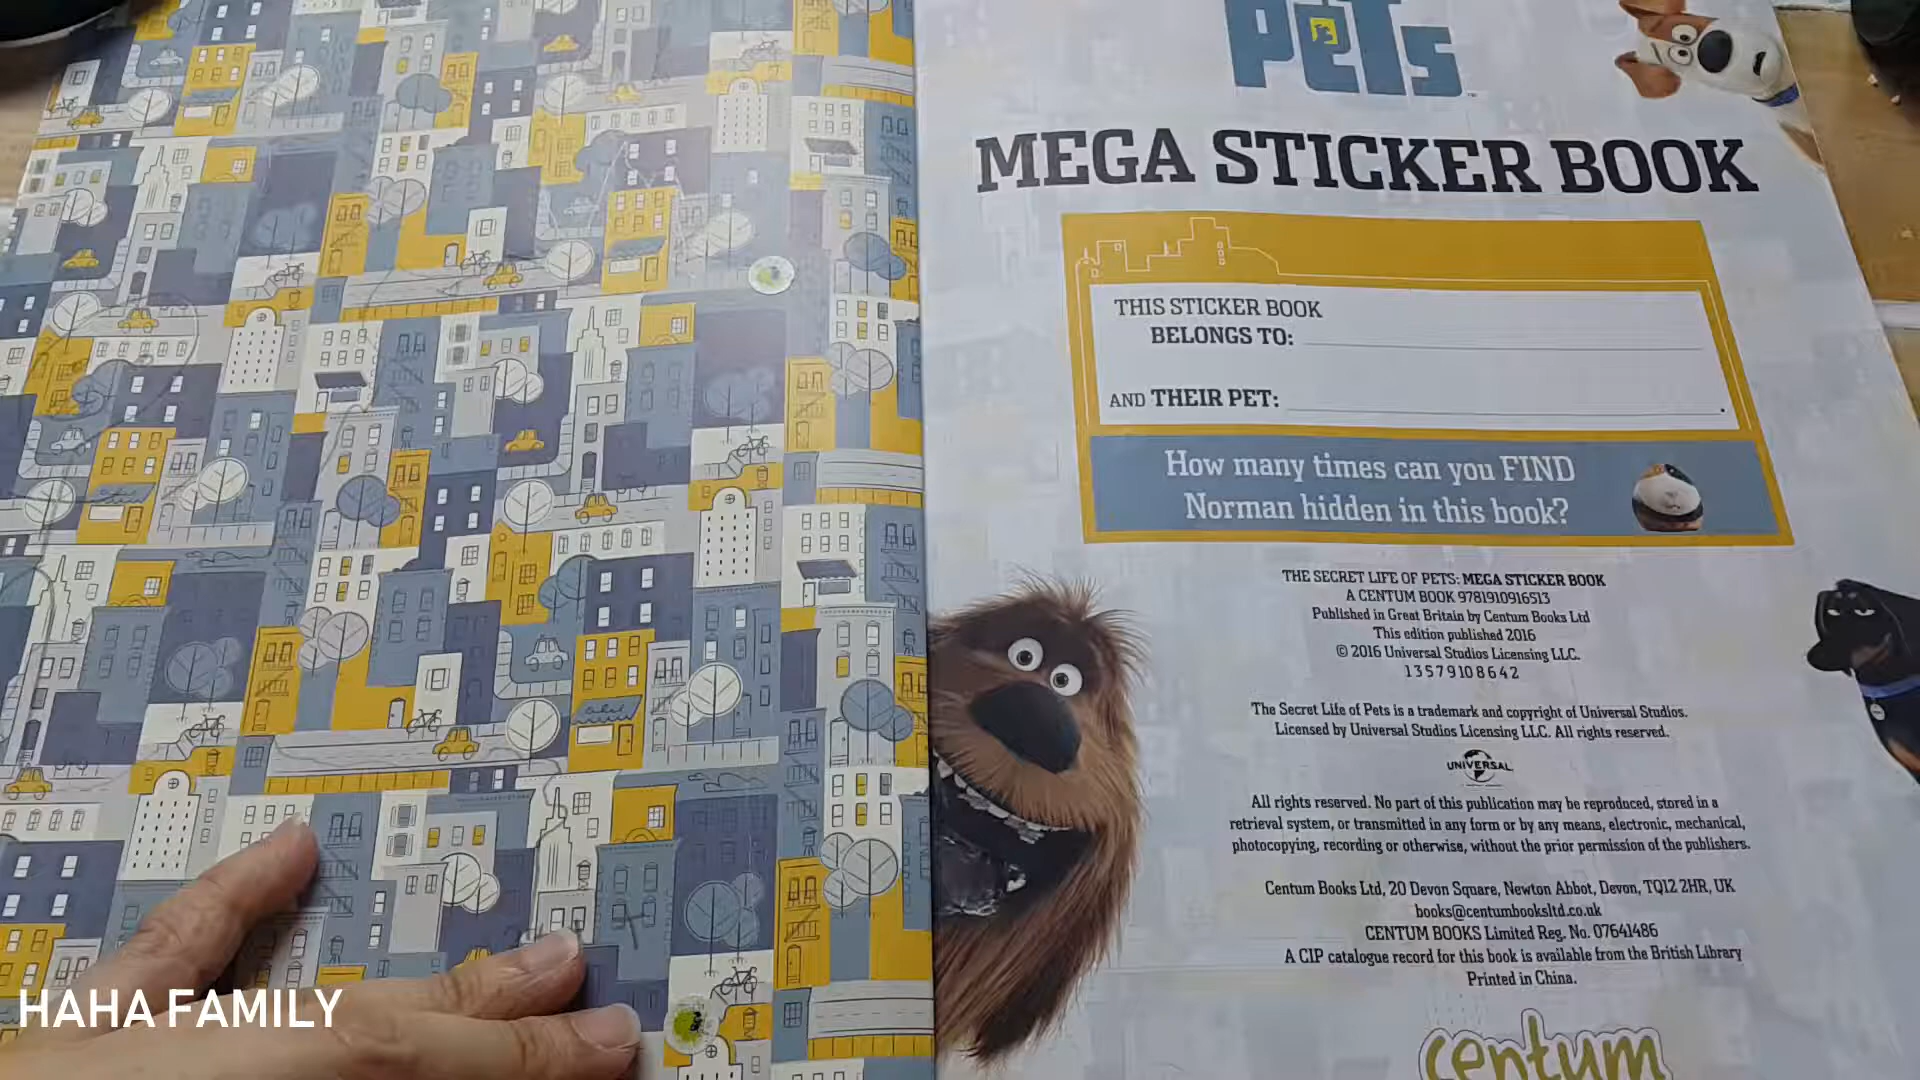 PETS
MEGA STICKER BOOK
THIS STICKER BOOK
BELONGS TO:
AND THEIR PET:
How many times can you FIND
Norman hidden in this book?
THE SECRET LIFE OF PETS: MEGA STICKER BOOK
A CENTUM BOOK 9781910916513
Published in Great Britain by Centum Books Ltd
This edition published 2016
© 2016 Universal Studios Licensing LLC.
1 3 5 7 9 10 8 6 4 2
The Secret Life of Pets is a trademark and copyright of Universal Studios.
Licensed by Universal Studios Licensing LLC. All rights reserved.
UNIVERSAL
All rights reserved. No part of this publication may be reproduced, stored in a
retrieval system, or transmitted in any form or by any means, electronic, mechanical,
photocopying, recording or otherwise, without the prior permission of the publishers.
Centum Books Ltd, 20 Devon Square, Newton Abbot, Devon, TQ12 2HR, UK
books@centumbooksltd.co.uk
CENTUM BOOKS Limited Reg. No. 07641486
A CIP catalogue record for this book is available from the British Library
Printed in China.
centum
HAHA FAMILY